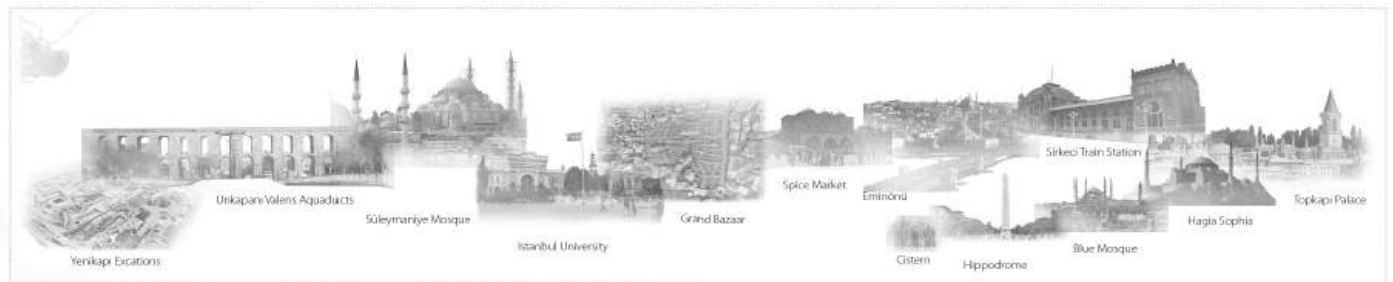 Yenikapı Excations
Unkapanı Valens Aquaducts
Süleymaniye Mosque
Istanbul University
Grand Bazaar
Spice Market
Eminönü
Cistern
Hippodrome
Sirkeci Train Station
Blue Mosque
Hagia Sophia
Topkapi Palace